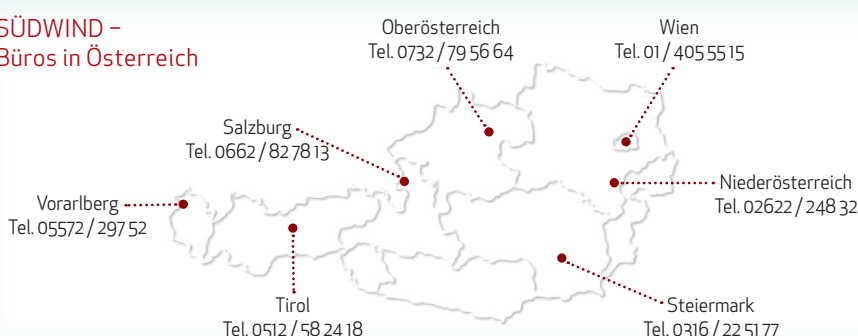 SÜDWIND –
Büros in Österreich
Oberösterreich
Tel. 0732 / 79 56 64
Wien
Tel. 01 / 405 55 15
Salzburg
Tel. 0662 / 82 78 13
Vorarlberg
Tel. 05572 / 297 52
Niederösterreich
Tel. 02622 / 248 32
Tirol
Tel. 0512 / 58 24 18
Steiermark
Tel. 0316 / 22 51 77